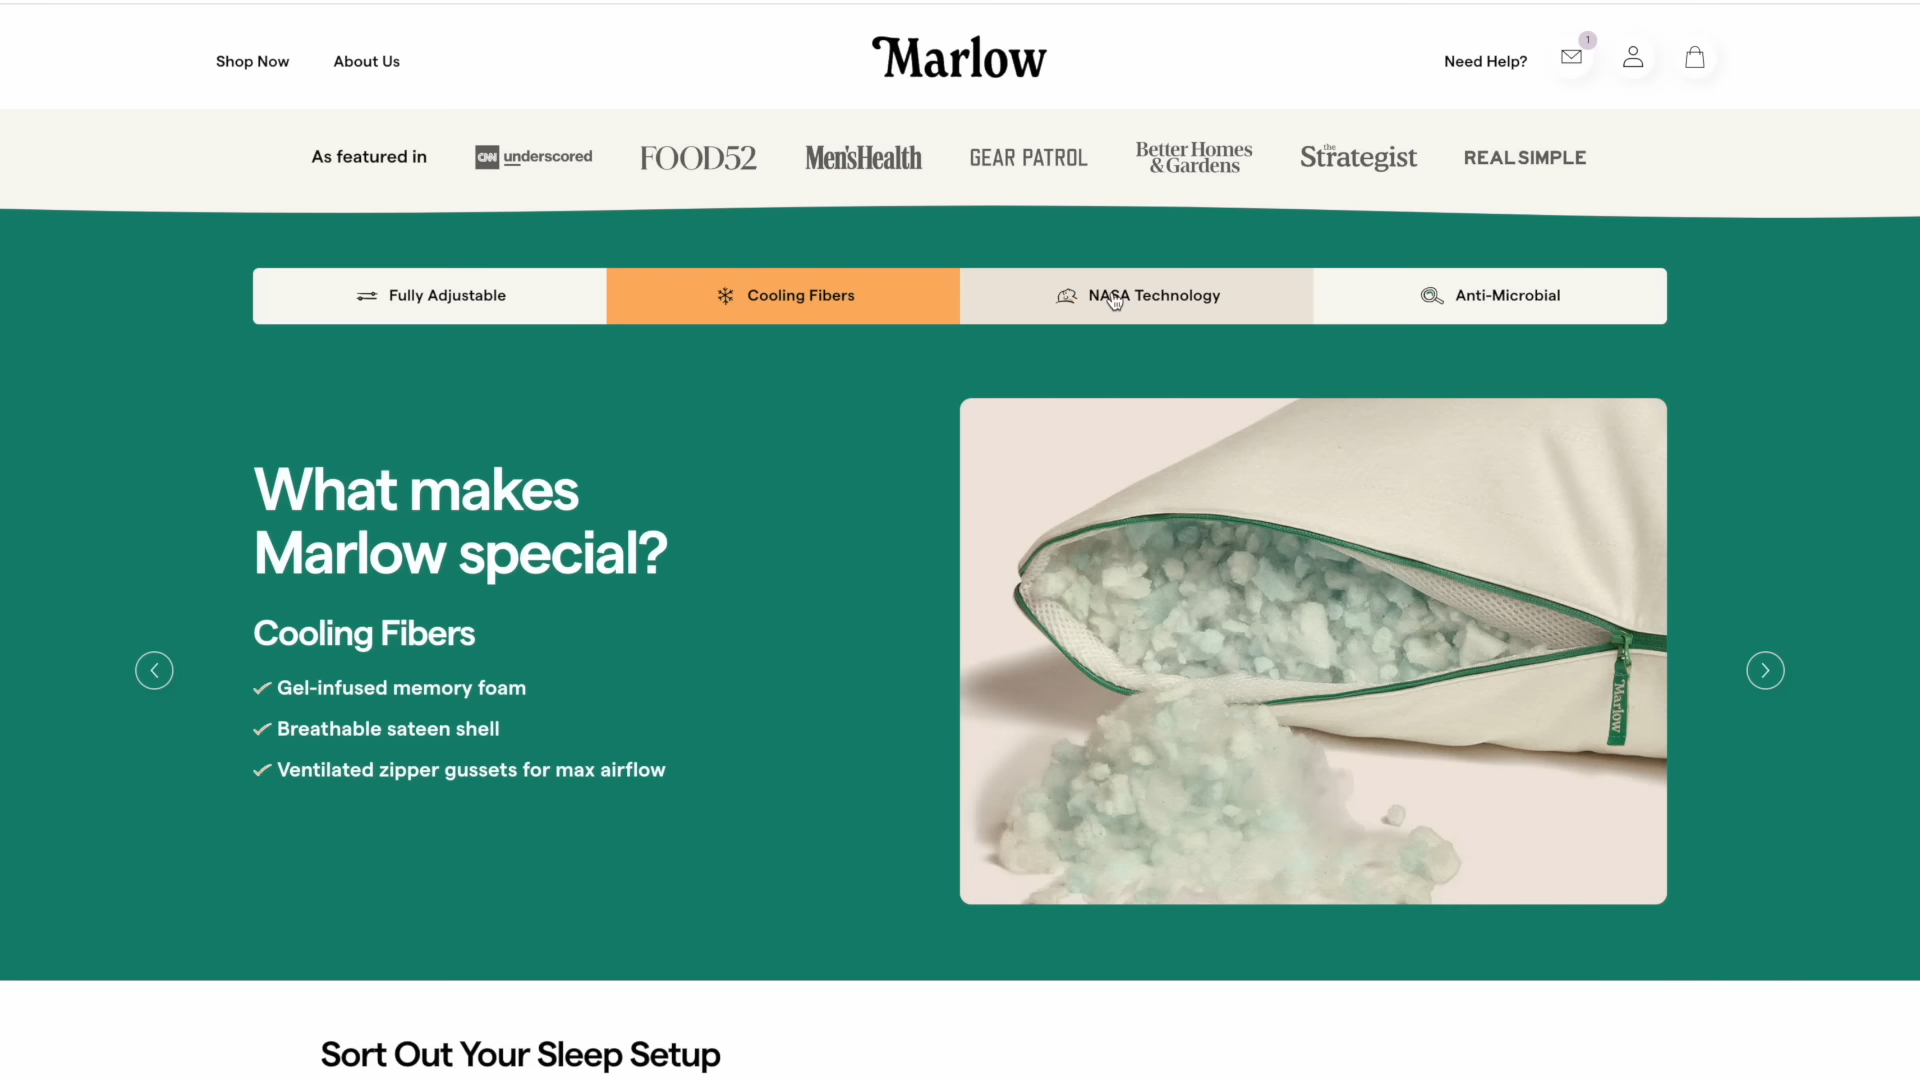 Shop Now
About Us
Marlow
Need Help?
1
As featured in
CNN underscored
FOOD52
Men'sHealth
GEAR PATROL
Better Homes
& Gardens
the
Strategist
REAL SIMPLE
Fully Adjustable
Cooling Fibers
NASA Technology
Anti-Microbial
What makes
Marlow special?
Cooling Fibers
Gel-infused memory foam
Breathable sateen shell
Ventilated zipper gussets for max airflow
Marlow
Sort Out Your Sleep Setup